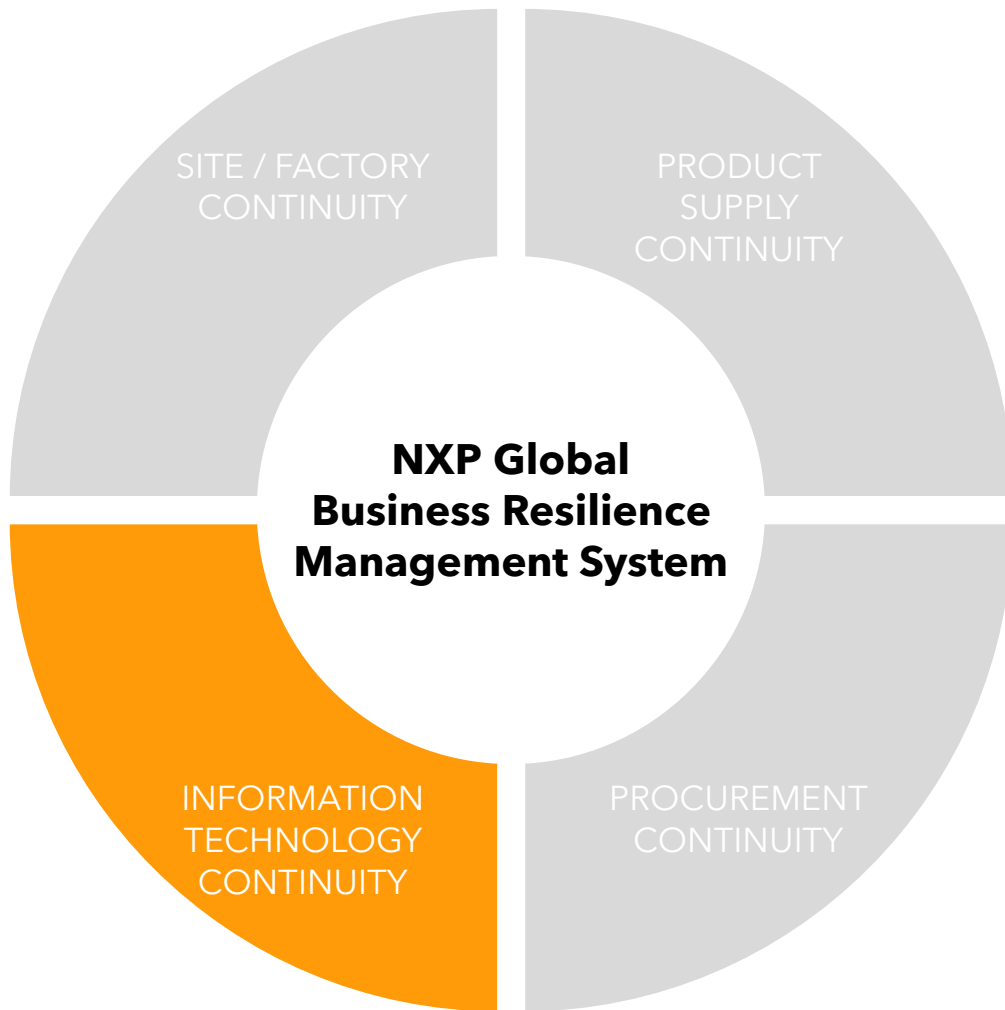 SITE / FACTORY
CONTINUITY
PRODUCT
SUPPLY
CONTINUITY
NXP Global
Business Resilience
Management System
INFORMATION
TECHNOLOGY
CONTINUITY
PROCUREMENT
CONTINUITY